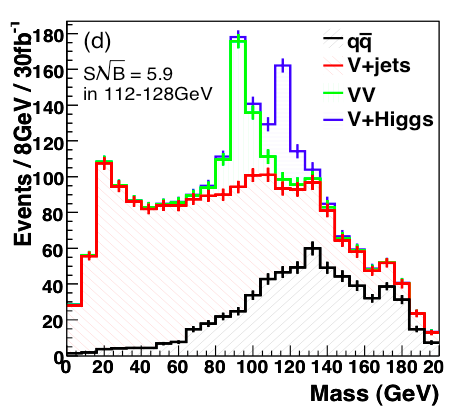 (d)
S/√B = 5.9
in 112-128GeV
qq̅
V+jets
VV
V+Higgs
Events / 8GeV / 30fb⁻¹
180
160
140
120
100
80
60
40
20
0
0 20 40 60 80 100 120 140 160 180 20
Mass (GeV)